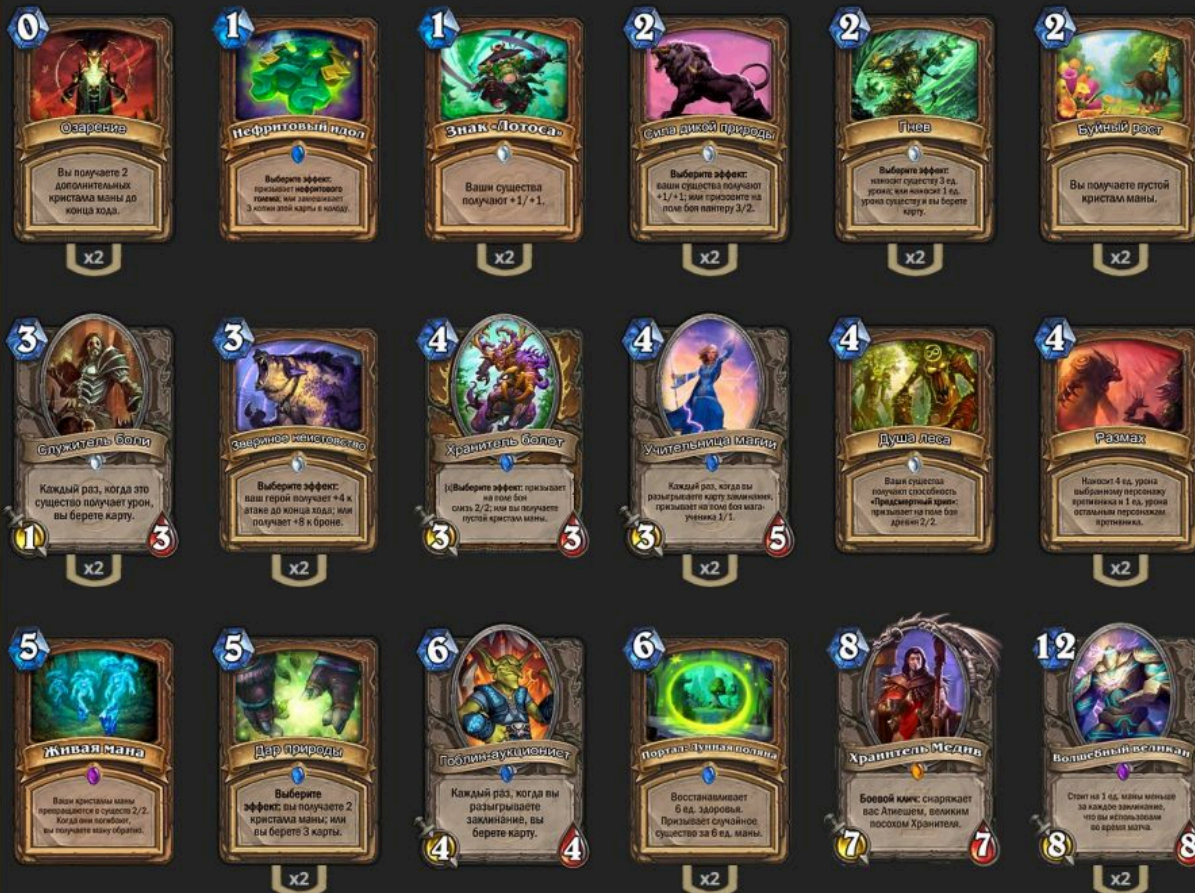 0
Озарение
Вы получаете 2
дополнительных
кристалла маны до
конца хода.
x2
1
Нефритовый идол
Выберите эффект:
призывает нефритового
голема; или замешивает
3 копии этой карты в колоду.
1
Знак «Лотоса»
Ваши существа
получают +1/+1.
x2
2
Сила дикой природы
Выберите эффект:
ваши существа получают
+1/+1; или призовите на
поле боя пантеру 3/2.
x2
2
Гнев
Выберите эффект:
наносит существу 3 ед.
урона; или наносит 1 ед.
урона существу и вы берете
карту.
x2
2
Буйный рост
Вы получаете пустой
кристалл маны.
x2
3
Служитель боли
Каждый раз, когда это
существо получает урон,
вы берете карту.
1
3
x2
3
Звериное неистовство
Выберите эффект:
ваш герой получает +4 к
атаке до конца хода; или
получает +8 к броне.
x2
4
Хранитель болот
[x]Выберите эффект: призывает
на поле боя
слизь 2/2; или вы получаете
пустой кристалл маны.
3
3
4
Учительница магии
Каждый раз, когда вы
разыгрываете карту заклинания,
призывает на поле боя мага-
ученика 1/1.
3
5
x2
4
Душа леса
Ваши существа
получают способность
«Предсмертный хрип:
призывает на поле боя
древня 2/2.
4
Размах
Наносит 4 ед. урона
выбранному персонажу
противника и 1 ед. урона
остальным персонажам
противника.
x2
5
Живая мана
Ваши кристаллы маны
превращаются в существ 2/2.
Когда они погибают,
вы получаете ману обратно.
5
Дар природы
Выберите
эффект: вы получаете 2
кристалла маны; или
вы берете 3 карты.
x2
6
Гоблин-аукционист
Каждый раз, когда вы
разыгрываете
заклинание, вы
берете карту.
4
4
6
Портал: Лунная поляна
Восстанавливает
6 ед. здоровья.
Призывает случайное
существо за 6 ед. маны.
x2
8
Хранитель Медив
Боевой клич: снаряжает
вас Атиешем, великим
посохом Хранителя.
7
7
12
Волшебный великан
Стоит на 1 ед. маны меньше
за каждое заклинание,
что вы использовали
во время матча.
8
8
x2